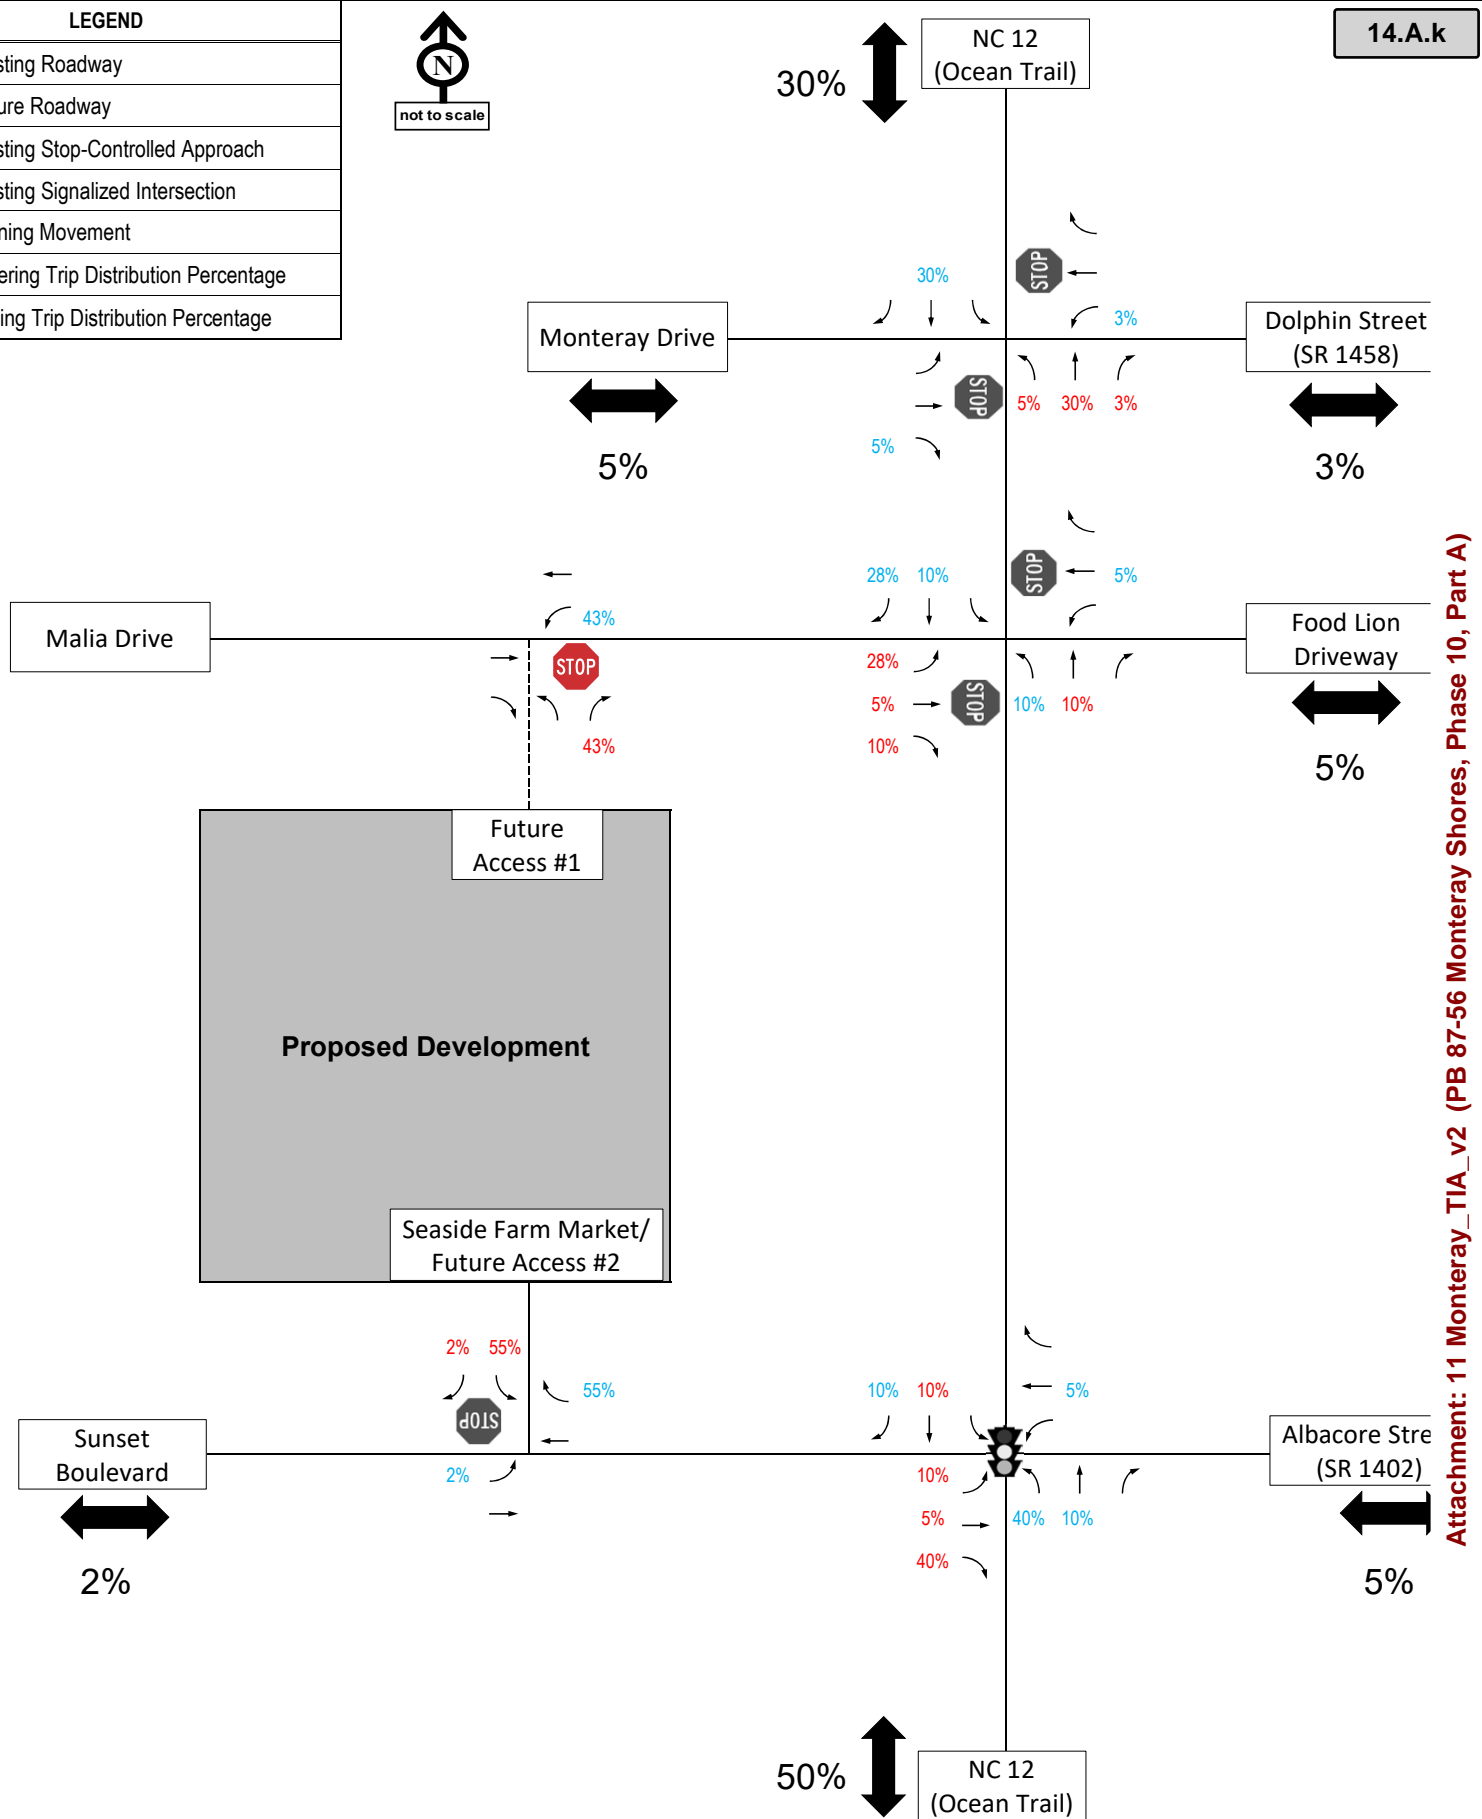 LEGEND
sting Roadway
ure Roadway
sting Stop-Controlled Approach
sting Signalized Intersection
ning Movement
ering Trip Distribution Percentage
ing Trip Distribution Percentage
N
not to scale
30%
NC 12
(Ocean Trail)
14.A.k
30%
STOP
3%
Monteray Drive
Dolphin Street
(SR 1458)
STOP
5% 30% 3%
5%
5%
3%
28% 10%
STOP
5%
43%
Malia Drive
Food Lion
Driveway
STOP
28%
5%
STOP
10% 10%
43%
10%
5%
Future
Access #1
Proposed Development
Seaside Farm Market/
Future Access #2
2% 55%
55%
STOP
10% 10%
5%
Sunset
Boulevard
2%
Albacore Stre
(SR 1402)
10%
5%
40% 10%
40%
2%
5%
50%
NC 12
(Ocean Trail)
Attachment: 11 Monteray_TIA_v2 (PB 87-56 Monteray Shores, Phase 10, Part A)